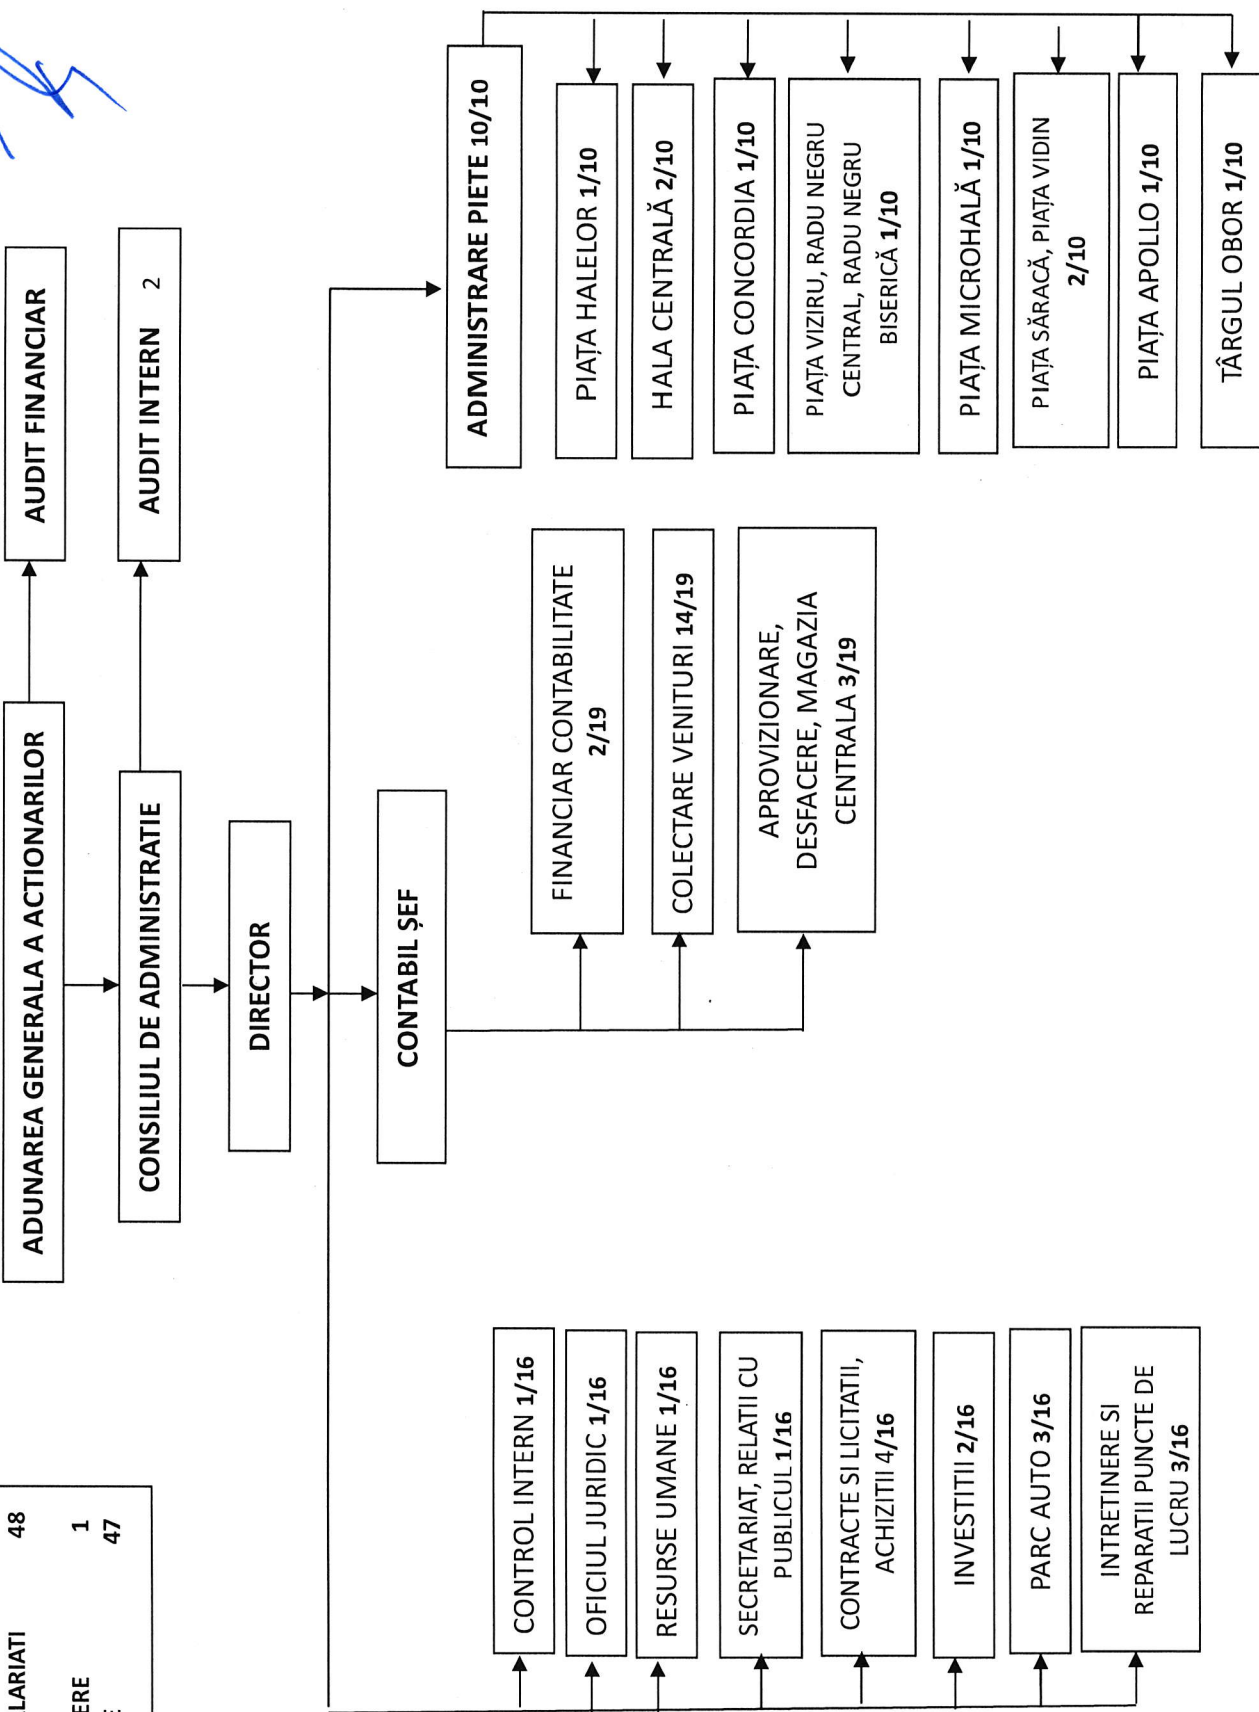 LARIATI 48
ERE 1
47
ADUNAREA GENERALA A ACTIONARILOR
AUDIT FINANCIAR
CONSILIUL DE ADMINISTRATIE
AUDIT INTERN 2
DIRECTOR
CONTABIL ȘEF
ADMINISTRARE PIETE 10/10
CONTROL INTERN 1/16
OFICIUL JURIDIC 1/16
RESURSE UMANE 1/16
SECRETARIAT, RELATII CU
PUBLICUL 1/16
CONTRACTE SI LICITATII,
ACHIZITII 4/16
INVESTITII 2/16
PARC AUTO 3/16
INTRETINERE SI
REPARATII PUNCTE DE
LUCRU 3/16
FINANCIAR CONTABILITATE
2/19
COLECTARE VENITURI 14/19
APROVIZIONARE,
DESFACERE, MAGAZIA
CENTRALA 3/19
PIAȚA HALELOR 1/10
HALA CENTRALĂ 2/10
PIAȚA CONCORDIA 1/10
PIAȚA VIZIRU, RADU NEGRU
CENTRAL, RADU NEGRU
BISERICĂ 1/10
PIAȚA MICROHALĂ 1/10
PIAȚA SĂRACĂ, PIAȚA VIDIN
2/10
PIAȚA APOLLO 1/10
TÂRGUL OBOR 1/10